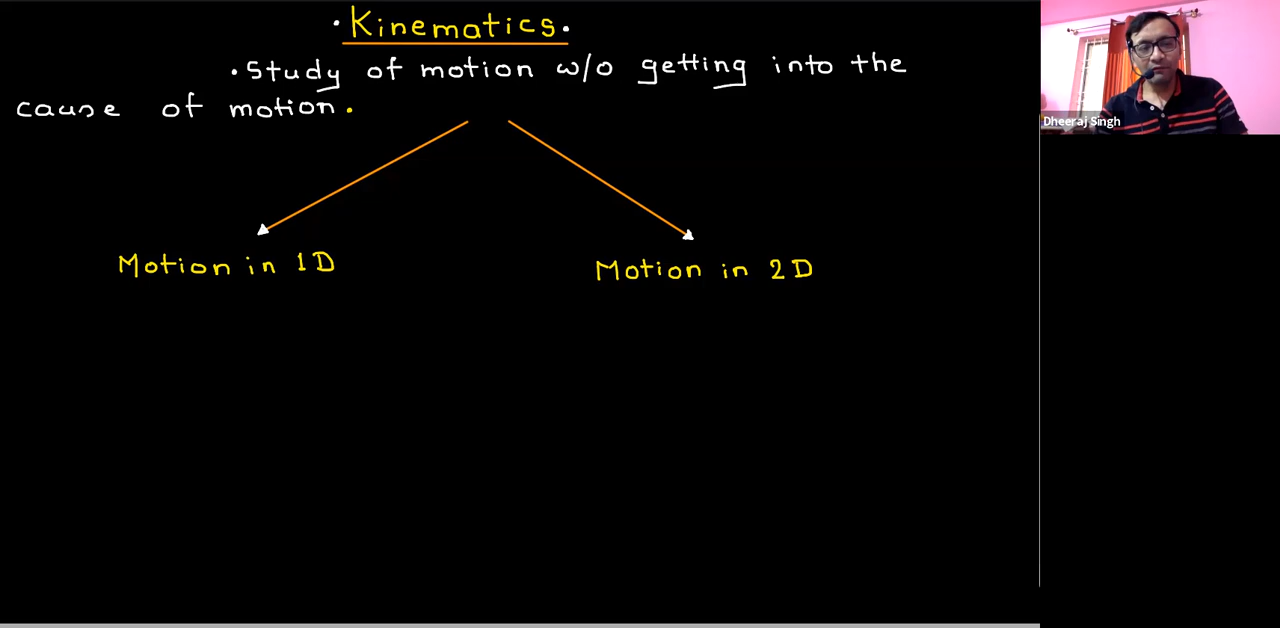 . Kinematics.
. Study of motion w/o getting into the
cause of motion.
Motion in 1D
Motion in 2D
Dheeraj Singh